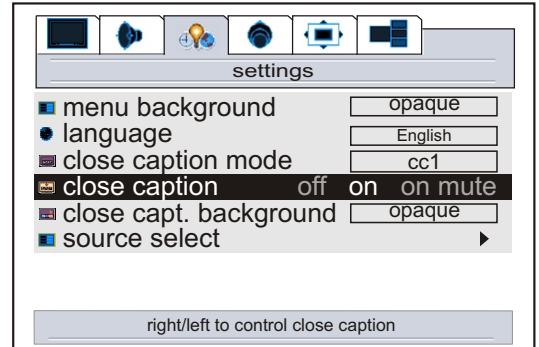 settings
menu background opaque
language English
close caption mode cc1
close caption off on on mute
close capt. background opaque
source select
right/left to control close caption